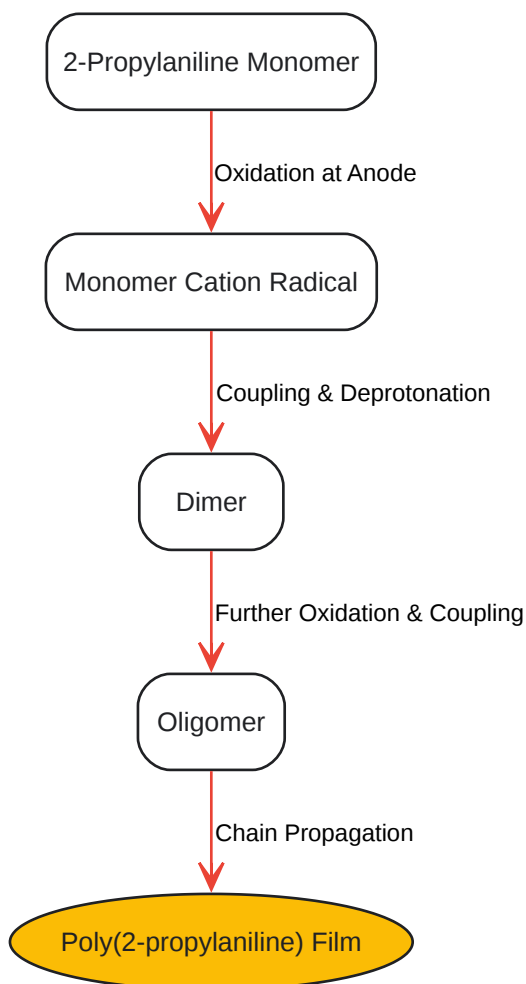 2-Propylaniline Monomer
Oxidation at Anode
Monomer Cation Radical
Coupling & Deprotonation
Dimer
Further Oxidation & Coupling
Oligomer
Chain Propagation
Poly(2-propylaniline) Film